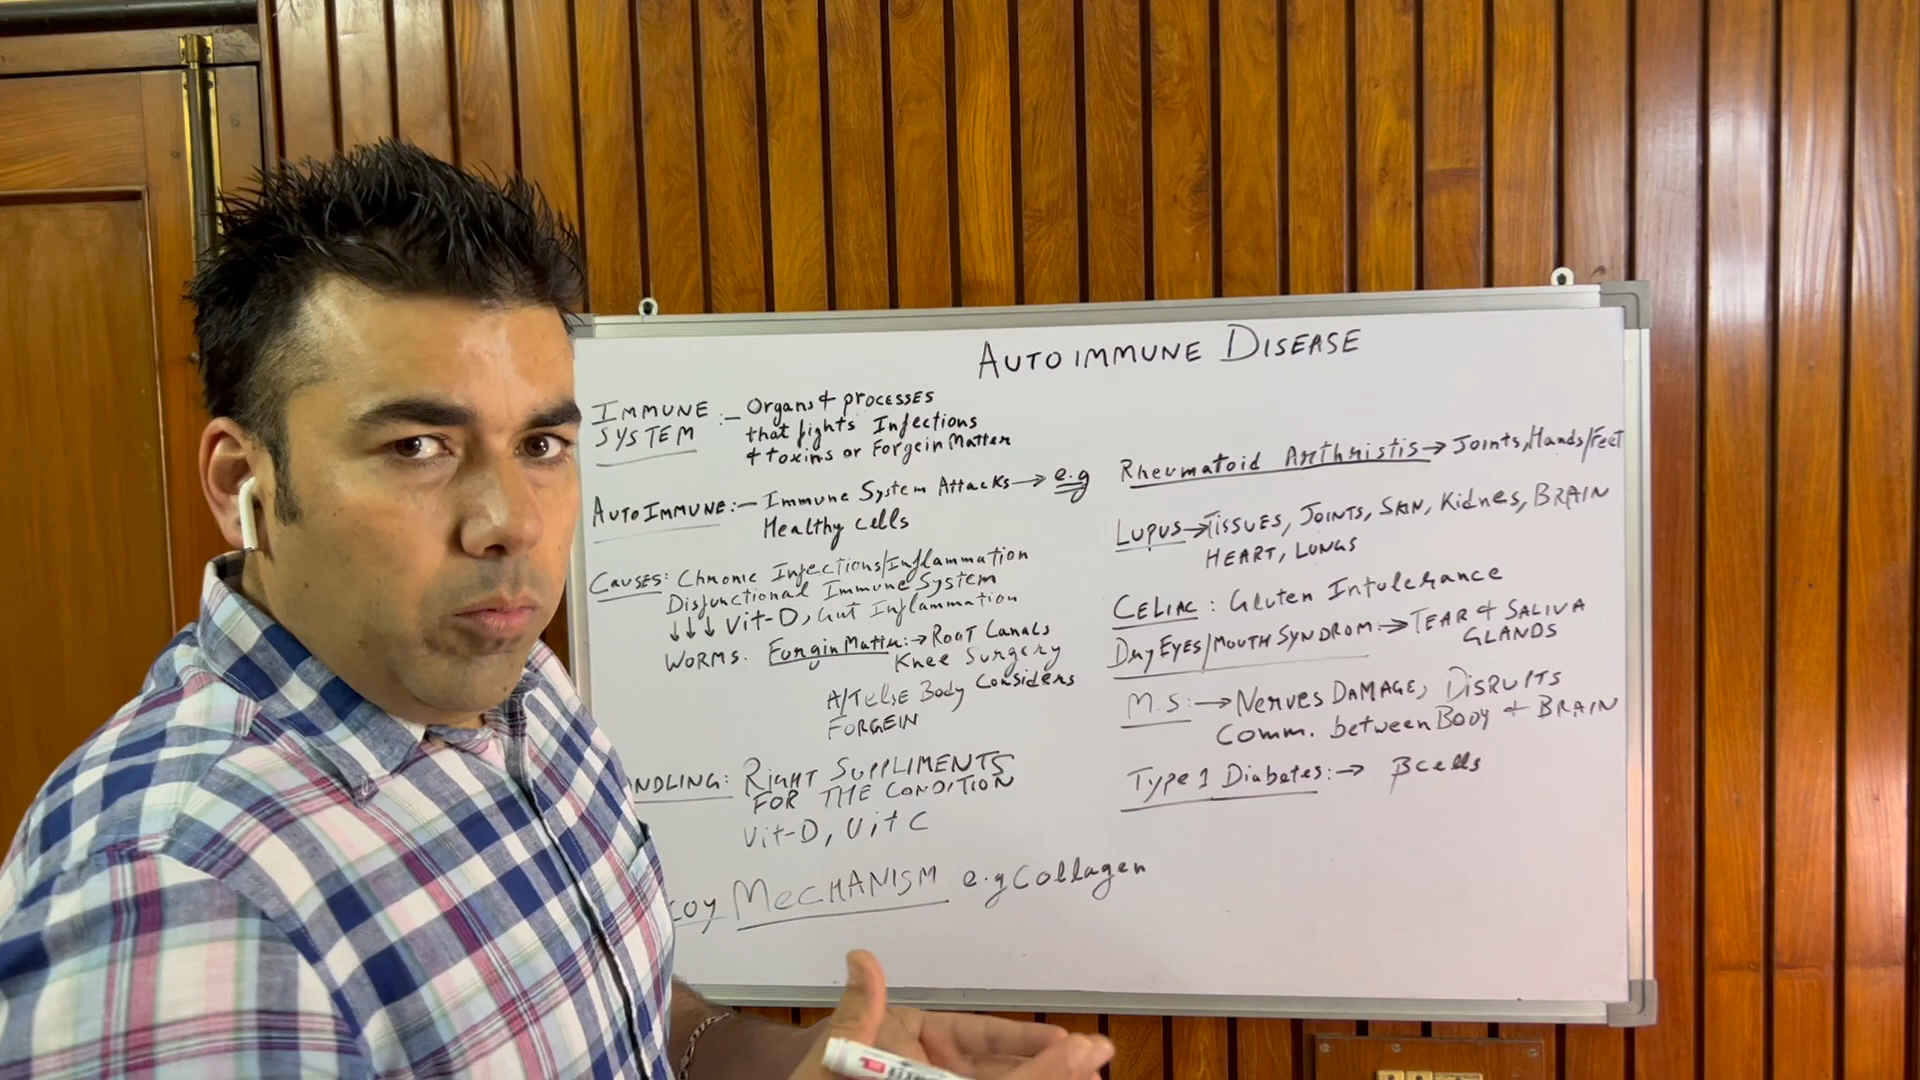 AUTOIMMUNE DISEASE
IMMUNE SYSTEM :- Organs & processes
that fights Infections
& toxins or Forgein Matter
AUTOIMMUNE:- Immune System Attacks → e.g
Healthy cells
CAUSES: Chronic Infections/Inflammation
Disfunctional Immune System
↓↓↓ Vit-D, Gut Inflammation
WORMS. Forgin Matter:→ Root Canals
Knee Surgery
A/T else Body Considers
FORGEIN
NDLING: RIGHT SUPPLIMENTS
FOR THE CONDITION
Vit-D, Vit C
COY MECHANISM e.g Collagen
Rheumatoid Arthristis → Joints, Hands/Feet
LUPUS → TISSUES, JOINTS, SKIN, Kidnes, BRAIN
HEART, LUNGS
CELIAC : Gluten Intolerance
Dry EYES/MOUTH SYNDROM:→ TEAR & SALIVA
GLANDS
M.S:→ Nerves DAMAGE, DISRUPTS
Comm. between Body & BRAIN
Type 1 Diabetes:→ βcells